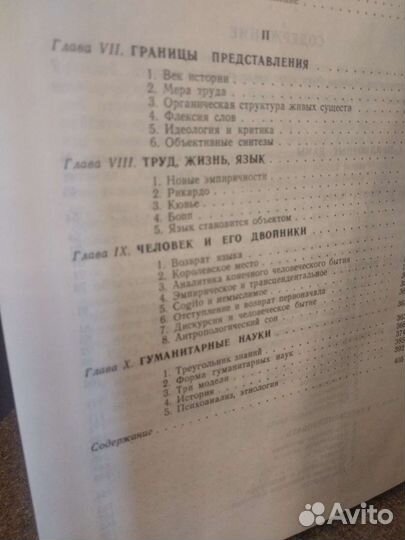 СОДЕРЖАНИЕ
II
Глава VII. ГРАНИЦЫ ПРЕДСТАВЛЕНИЯ
1. Век истории
2. Мера труда
3. Органическая структура живых существ
4. Флексия слов
5. Идеология и критика
6. Объективные синтезы
Глава VIII. ТРУД, ЖИЗНЬ, ЯЗЫК
1. Новые эмпиричности
2. Рикардо
3. Кювье
4. Бопп
5. Язык становится объектом
Глава IX. ЧЕЛОВЕК И ЕГО ДВОЙНИКИ
1. Возврат языка
2. Королевское место
3. Аналитика конечного человеческого бытия
4. Эмпирическое и трансцендентальное
5. Cogito и немыслимое
6. Отступление и возврат первоначала
7. Дискурсия и человеческое бытие
8. Антропологический сон
Глава X. ГУМАНИТАРНЫЕ НАУКИ
1. Треугольник знаний
2. Форма гуманитарных наук
3. Три модели
4. История
5. Психоанализ, этнология
Содержание
Avito